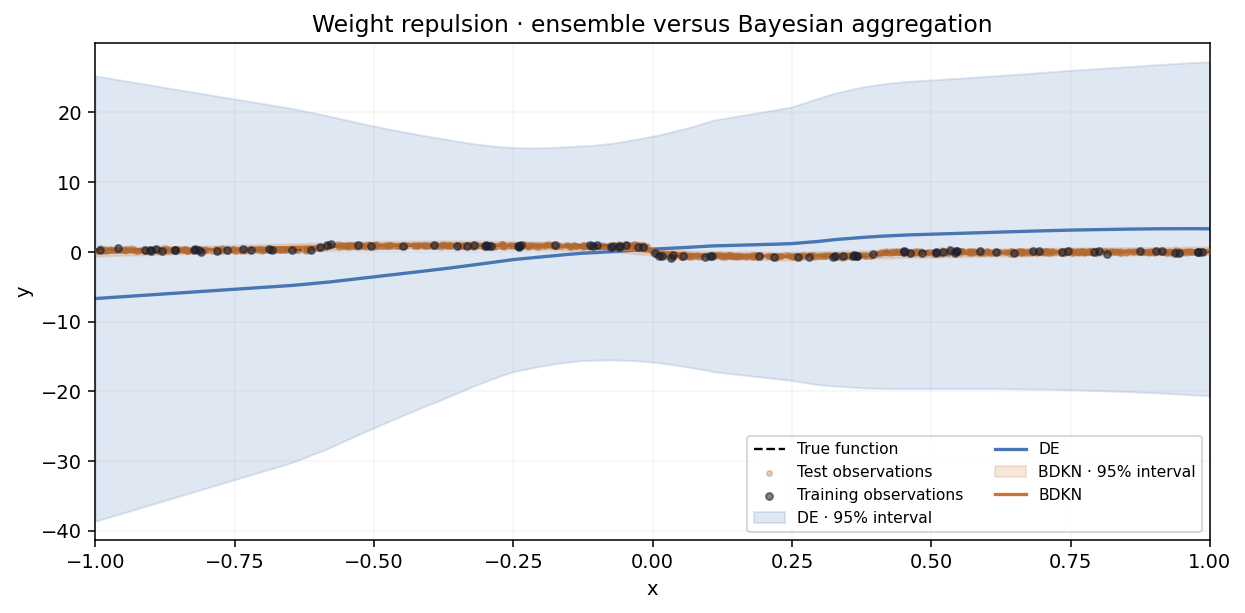 Weight repulsion · ensemble versus Bayesian aggregation
y
20
10
0
−10
−20
−30
−40
−1.00 −0.75 −0.50 −0.25 0.00 0.25 0.50 0.75 1.00
x
True function
Test observations
Training observations
DE · 95% interval
DE
BDKN · 95% interval
BDKN